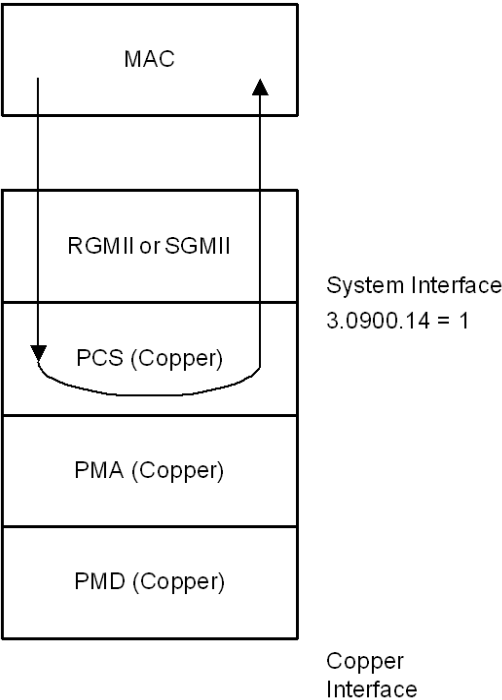 MAC
RGMII or SGMII
System Interface
3.0900.14 = 1
PCS (Copper)
PMA (Copper)
PMD (Copper)
Copper
Interface